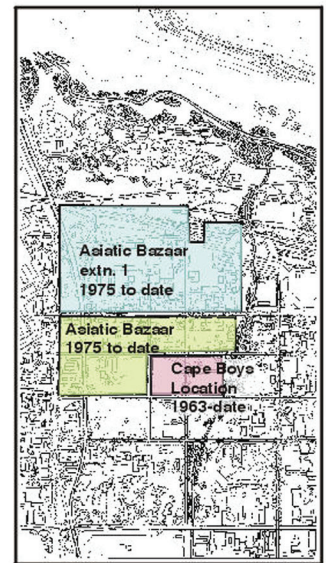 Asiatic Bazaar
extn. 1
1975 to date
Asiatic Bazaar
1975 to date
Cape Boys
Location
1963-date